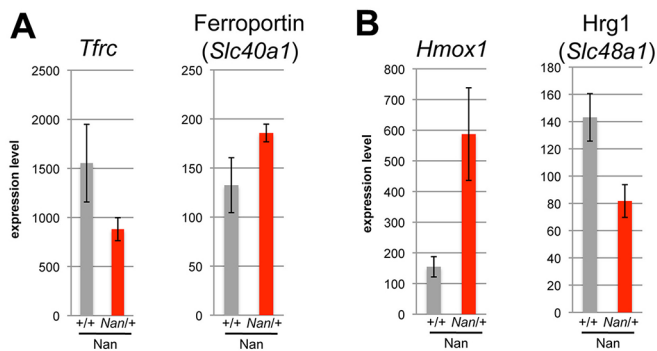 A
Tfrc
Ferroportin
(Slc40a1)
expression level
2500
2000
1500
1000
500
0
+/+ Nan/+
Nan
250
200
150
100
50
0
+/+ Nan/+
Nan
B
Hmox1
Hrg1
(Slc48a1)
expression level
800
700
600
500
400
300
200
100
0
+/+ Nan/+
Nan
180
160
140
120
100
80
60
40
20
0
+/+ Nan/+
Nan